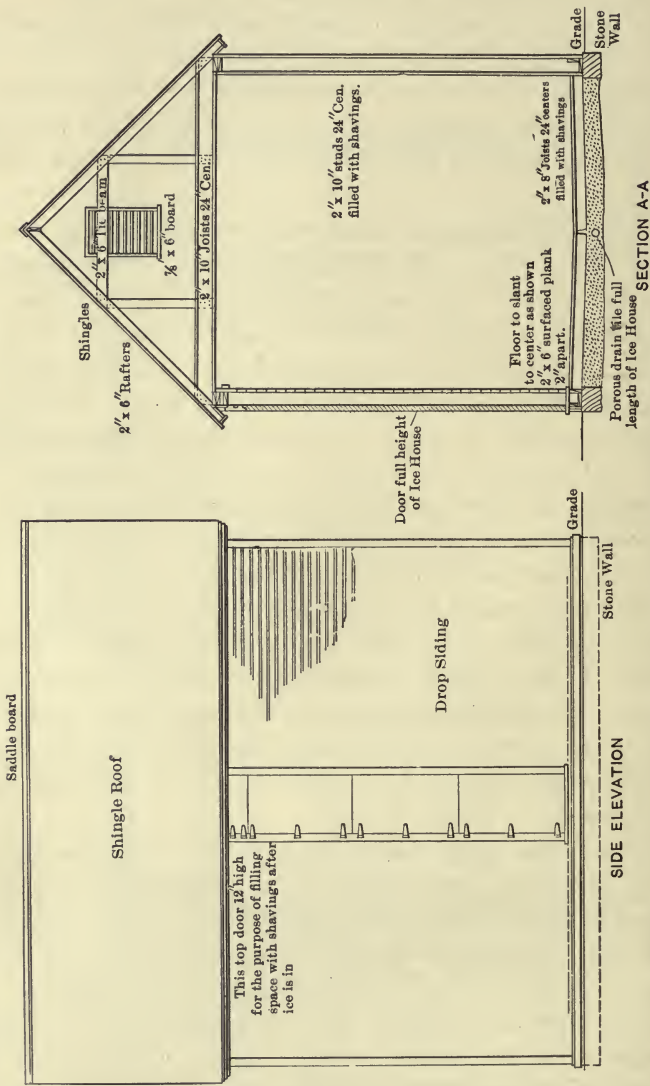 Shingles
2"x 6"Rafters
2"x 6"Tie beam
⅞"x 6"board
2"x 10"Joists 24"Cen.
2"x 10"studs 24"Cen.
filled with shavings.
Door full height
of Ice House
Floor to slant
to center as shown
2"x 6"surfaced plank
2"apart.
2"x 8"Joists 24"centers
filled with shavings
Grade
Stone
Wall
Porous drain tile full
length of Ice House
SECTION A-A
Saddle board
Shingle Roof
This top door 12"high
for the purpose of filling
space with shavings after
ice is in
Drop Siding
Grade
Stone Wall
SIDE ELEVATION